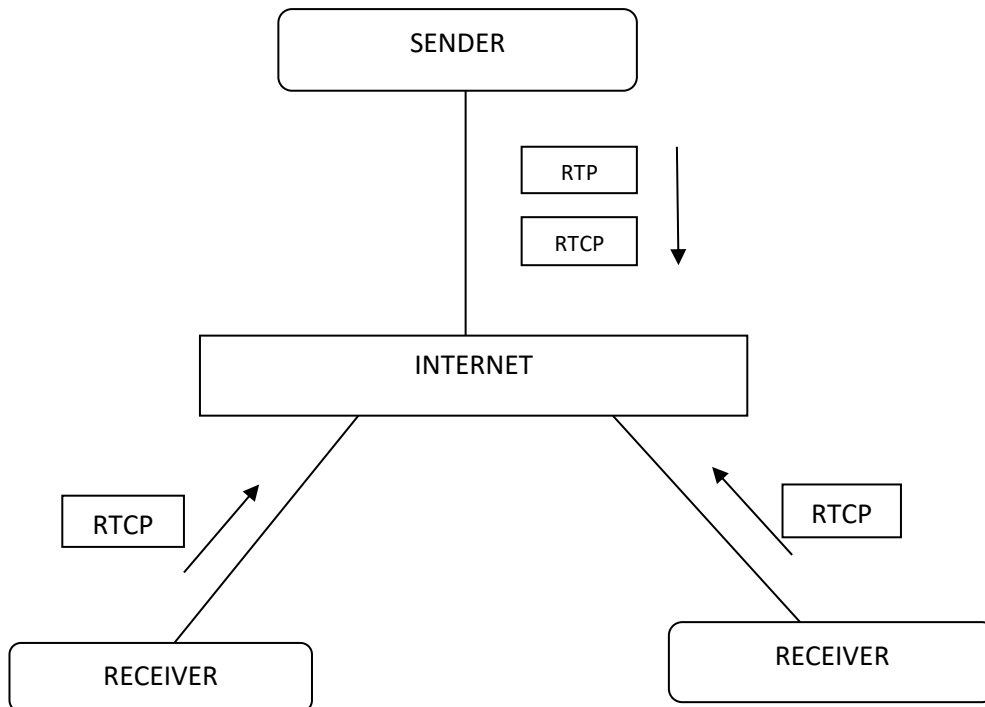 SENDER
RTP
RTCP
INTERNET
RTCP
RTCP
RECEIVER
RECEIVER